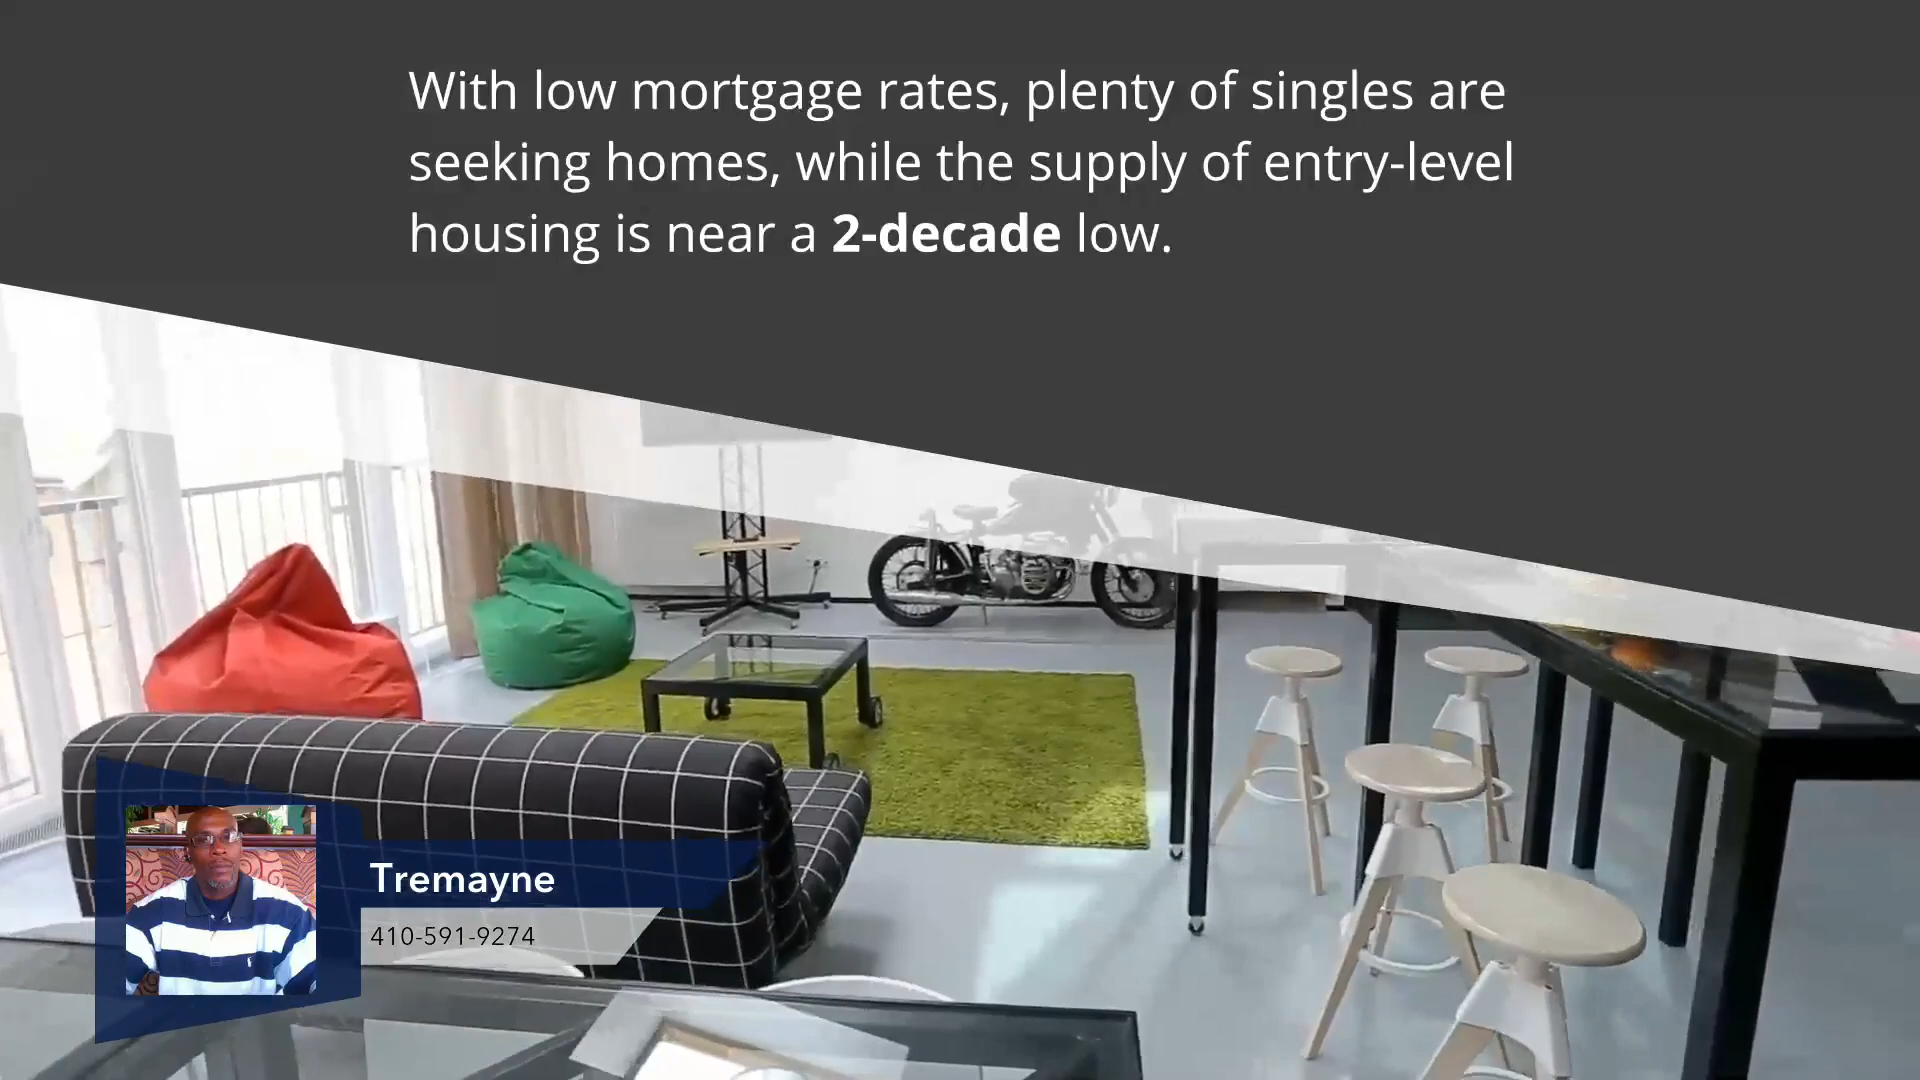 With low mortgage rates, plenty of singles are
seeking homes, while the supply of entry-level
housing is near a 2-decade low.
Tremayne
410-591-9274